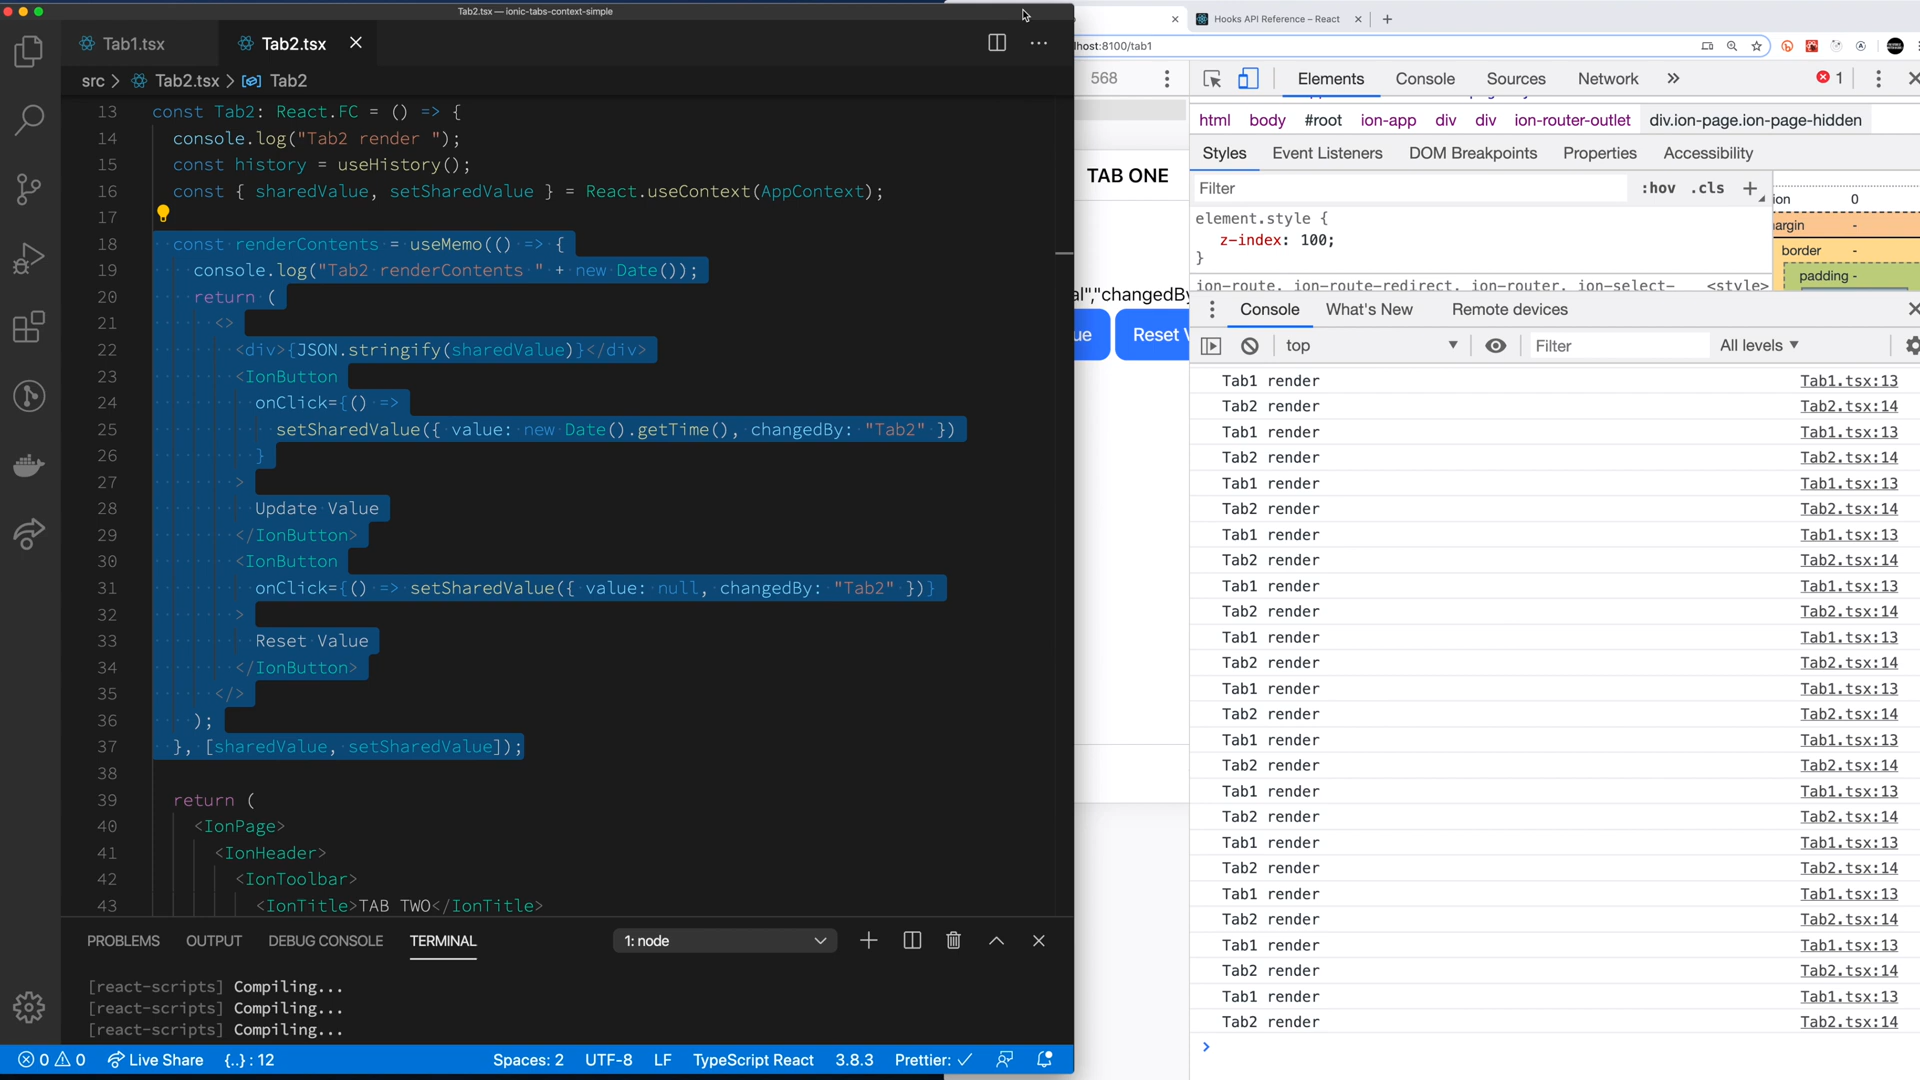 Tab2.tsx — ionic-tabs-context-simple
Tab1.tsx
Tab2.tsx
src > Tab2.tsx > Tab2
13 const Tab2: React.FC = () => {
14 console.log("Tab2 render ");
15 const history = useHistory();
16 const { sharedValue, setSharedValue } = React.useContext(AppContext);
17
18 const renderContents = useMemo(() => {
19 console.log("Tab2 renderContents " + new Date());
20 return (
21 <>
22 <div>{JSON.stringify(sharedValue)}</div>
23 <IonButton
24 onClick={() =>
25 setSharedValue({ value: new Date().getTime(), changedBy: "Tab2" })
26 }
27 >
28 Update Value
29 </IonButton>
30 <IonButton
31 onClick={() => setSharedValue({ value: null, changedBy: "Tab2" })}
32 >
33 Reset Value
34 </IonButton>
35 </>
36 );
37 }, [sharedValue, setSharedValue]);
38
39 return (
40 <IonPage>
41 <IonHeader>
42 <IonToolbar>
43 <IonTitle>TAB TWO</IonTitle>
PROBLEMS OUTPUT DEBUG CONSOLE TERMINAL 1: node
[react-scripts] Compiling...
[react-scripts] Compiling...
[react-scripts] Compiling...
0 0 Live Share {..} : 12 Spaces: 2 UTF-8 LF TypeScript React 3.8.3 Prettier: ✓
Hooks API Reference – React
lhost:8100/tab1
568
TAB ONE
al","changedBy
ue
Reset V
Elements Console Sources Network » 1
html body #root ion-app div div ion-router-outlet div.ion-page.ion-page-hidden
Styles Event Listeners DOM Breakpoints Properties Accessibility
Filter :hov .cls +
element.style {
z-index: 100;
}
ion-route, ion-route-redirect, ion-router, ion-select- <style>
ion 0
argin -
border -
padding -
Console What's New Remote devices
top Filter All levels
Tab1 render Tab1.tsx:13
Tab2 render Tab2.tsx:14
Tab1 render Tab1.tsx:13
Tab2 render Tab2.tsx:14
Tab1 render Tab1.tsx:13
Tab2 render Tab2.tsx:14
Tab1 render Tab1.tsx:13
Tab2 render Tab2.tsx:14
Tab1 render Tab1.tsx:13
Tab2 render Tab2.tsx:14
Tab1 render Tab1.tsx:13
Tab2 render Tab2.tsx:14
Tab1 render Tab1.tsx:13
Tab2 render Tab2.tsx:14
Tab1 render Tab1.tsx:13
Tab2 render Tab2.tsx:14
Tab1 render Tab1.tsx:13
Tab2 render Tab2.tsx:14
Tab1 render Tab1.tsx:13
Tab2 render Tab2.tsx:14
Tab1 render Tab1.tsx:13
Tab2 render Tab2.tsx:14
Tab1 render Tab1.tsx:13
Tab2 render Tab2.tsx:14
Tab1 render Tab1.tsx:13
Tab2 render Tab2.tsx:14